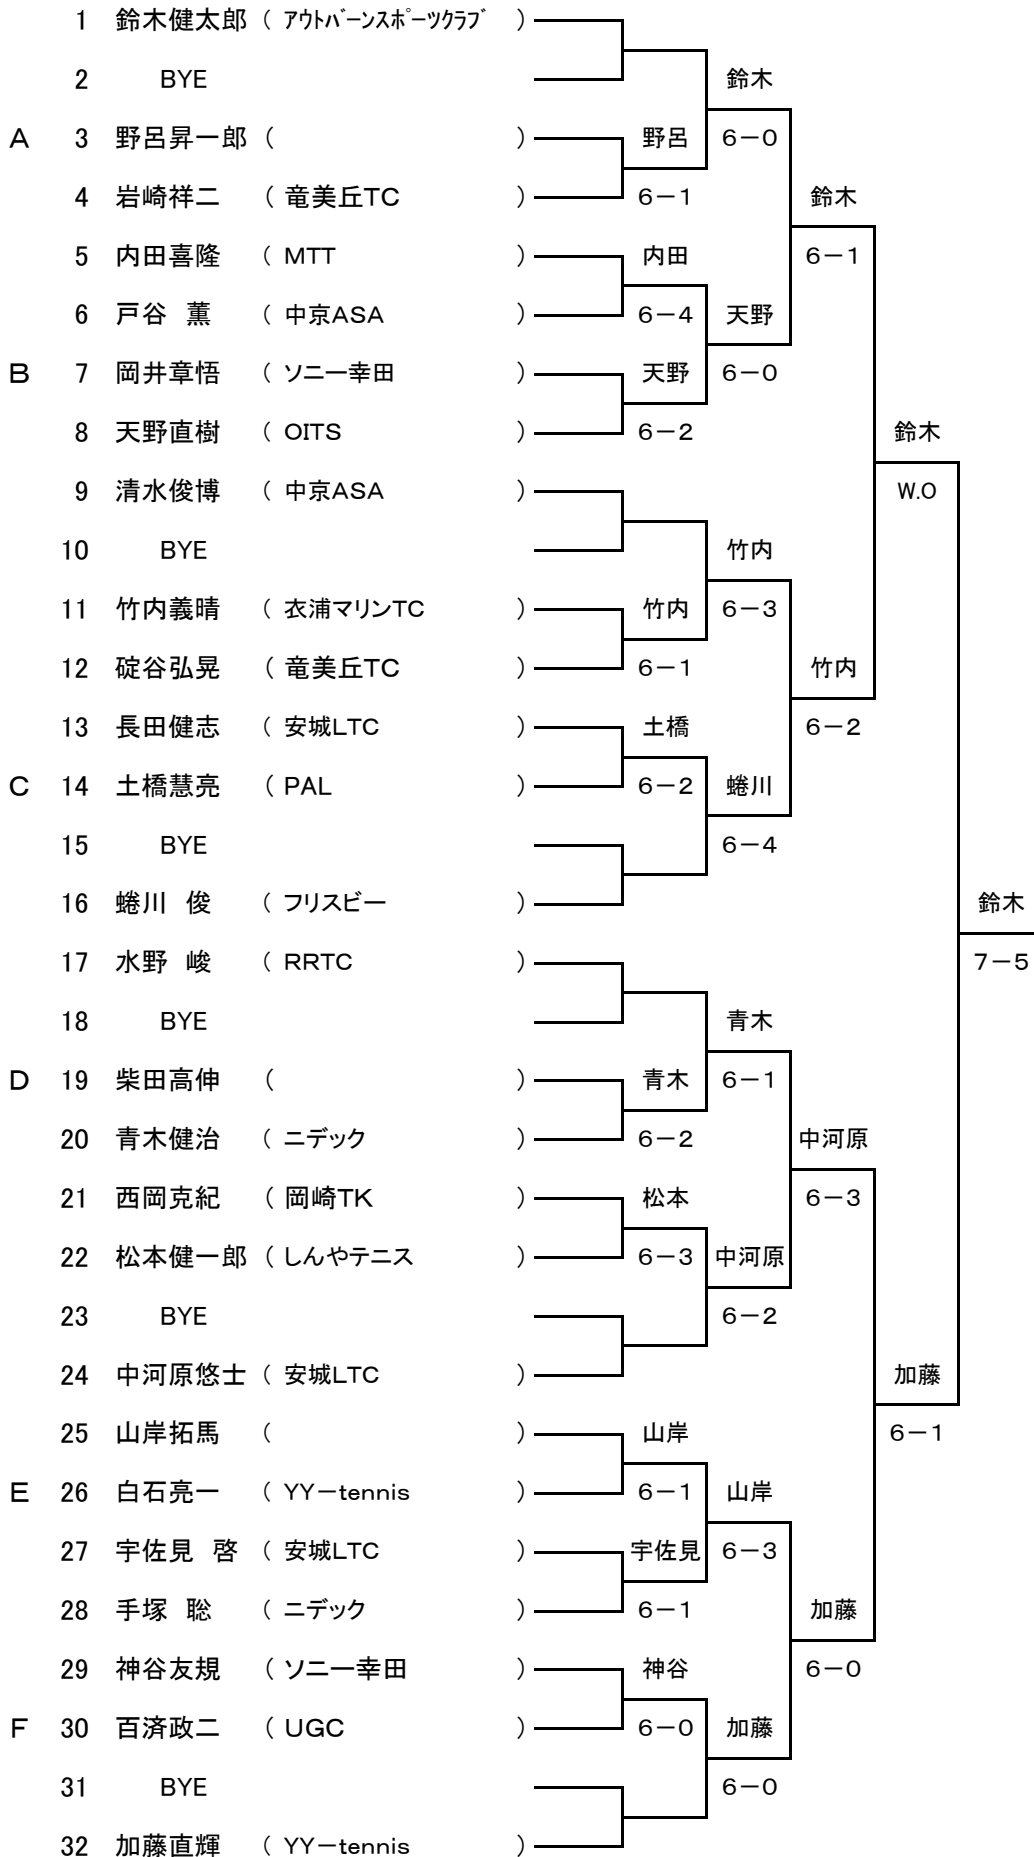 1 鈴木健太郎 ( アウトバーンスポーツクラブ )
2 BYE 鈴木
A 3 野呂昇一郎 ( ) 野呂 6-0
4 岩崎祥二 ( 竜美丘TC ) 6-1 鈴木
5 内田喜隆 ( MTT ) 内田 6-1
6 戸谷 薫 ( 中京ASA ) 6-4 天野
B 7 岡井章悟 ( ソニー幸田 ) 天野 6-0
8 天野直樹 ( OITS ) 6-2 鈴木
9 清水俊博 ( 中京ASA ) W.O
10 BYE 竹内
11 竹内義晴 ( 衣浦マリンTC ) 竹内 6-3
12 碇谷弘晃 ( 竜美丘TC ) 6-1 竹内
13 長田健志 ( 安城LTC ) 土橋 6-2
C 14 土橋慧亮 ( PAL ) 6-2 蜷川
15 BYE 6-4
16 蜷川 俊 ( フリスビー ) 鈴木
17 水野 峻 ( RRTC ) 7-5
18 BYE 青木
D 19 柴田高伸 ( ) 青木 6-1
20 青木健治 ( ニデック ) 6-2 中河原
21 西岡克紀 ( 岡崎TK ) 松本 6-3
22 松本健一郎 ( しんやテニス ) 6-3 中河原
23 BYE 6-2
24 中河原悠士 ( 安城LTC ) 加藤
25 山岸拓馬 ( ) 山岸 6-1
E 26 白石亮一 ( YY-tennis ) 6-1 山岸
27 宇佐見 啓 ( 安城LTC ) 宇佐見 6-3
28 手塚 聡 ( ニデック ) 6-1 加藤
29 神谷友規 ( ソニー幸田 ) 神谷 6-0
F 30 百済政二 ( UGC ) 6-0 加藤
31 BYE 6-0
32 加藤直輝 ( YY-tennis )